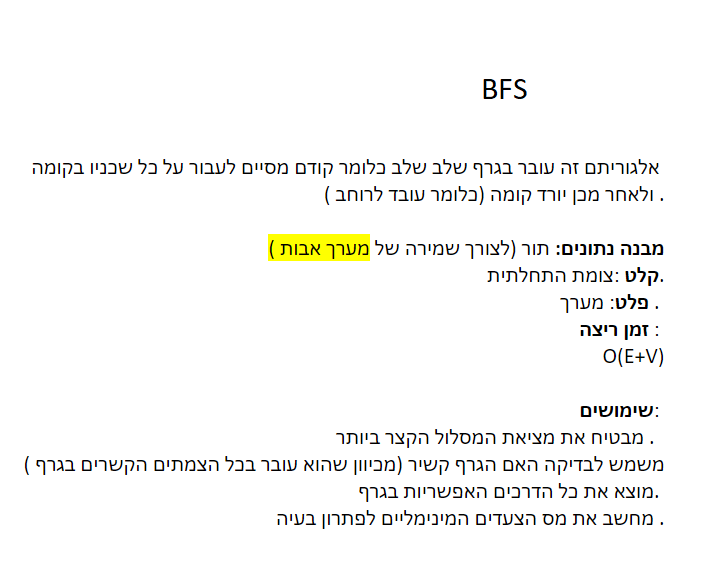 BFS
אלגוריתם זה עובר בגרף שלב שלב כלומר קודם מסיים לעבור על כל שכניו בקומה
. ולאחר מכן יורד קומה (כלומר עובד לרוחב )
מבנה נתונים: תור (לצורך שמירה של מערך אבות )
.קלט :צומת התחלתית
. פלט: מערך
: זמן ריצה
O(E+V)
:שימושים
. מבטיח את מציאת המסלול הקצר ביותר
משמש לבדיקה האם הגרף קשיר (מכיוון שהוא עובר בכל הצמתים הקשרים בגרף )
.מוצא את כל הדרכים האפשריות בגרף
. מחשב את מס הצעדים המינימליים לפתרון בעיה